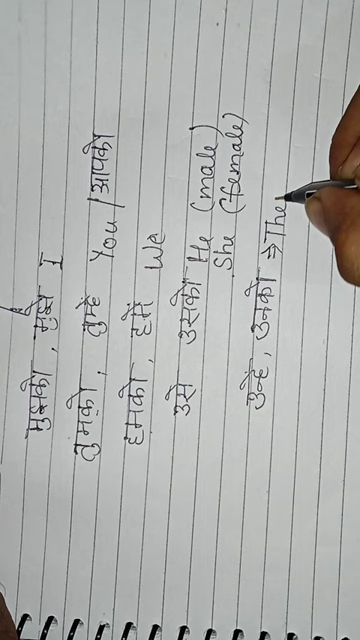 मुझको, मुझे I
तुमको, तुम्हें You / आपको
हमको, हमें We
उसे उसको He (male)
She (female)
उन्हें, उनको ⇒ The